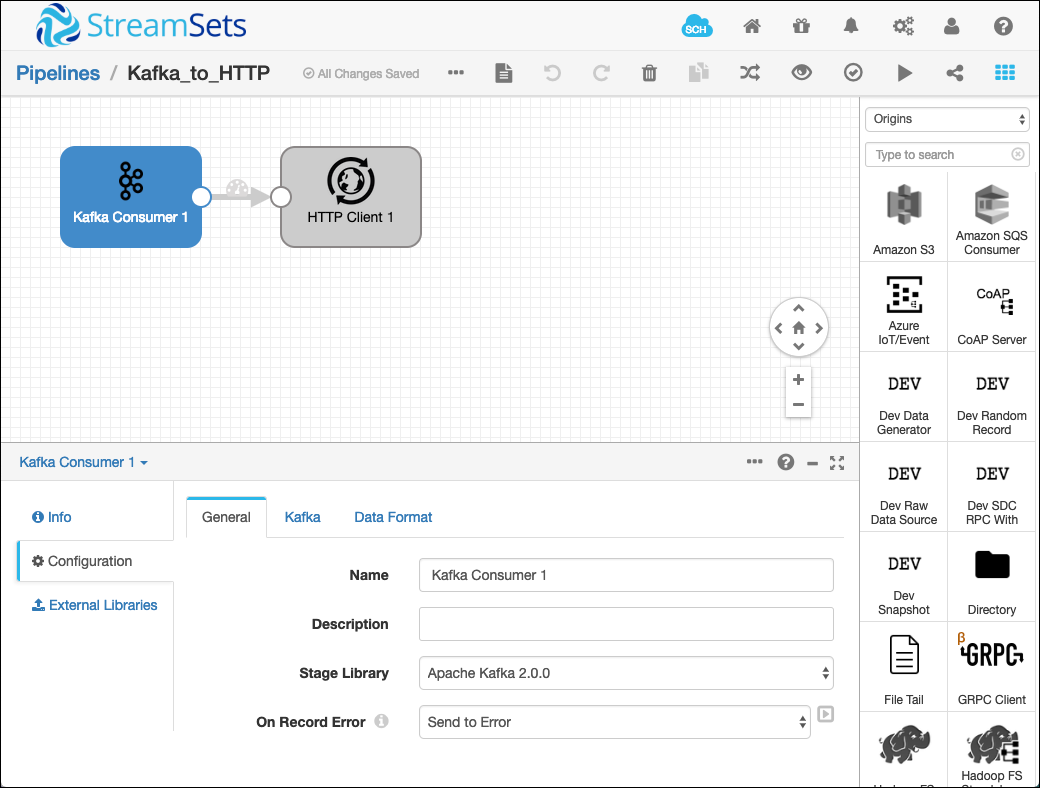 StreamSets
SCH
Pipelines / Kafka_to_HTTP
All Changes Saved
Kafka Consumer 1
HTTP Client 1
Origins
Type to search
Amazon S3
Amazon SQS
Consumer
Azure
IoT/Event
CoAP
CoAP Server
DEV
Dev Data
Generator
DEV
Dev Random
Record
DEV
Dev Raw
Data Source
DEV
Dev SDC
RPC With
DEV
Dev
Snapshot
Directory
File Tail
β
GRPC
GRPC Client
Hadoop FS
Hadoop FS
Kafka Consumer 1
Info
Configuration
External Libraries
General
Kafka
Data Format
Name
Kafka Consumer 1
Description
Stage Library
Apache Kafka 2.0.0
On Record Error
Send to Error